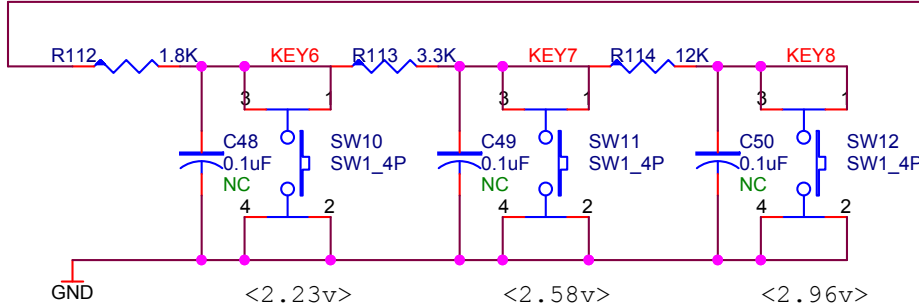 R112 1.8K KEY6 R113 3.3K KEY7 R114 12K KEY8
3 1 3 1 3 1
C48 SW10 C49 SW11 C50 SW12
0.1uF SW1_4P 0.1uF SW1_4P 0.1uF SW1_4P
NC NC NC
4 2 4 2 4 2
GND <2.23v> <2.58v> <2.96v>